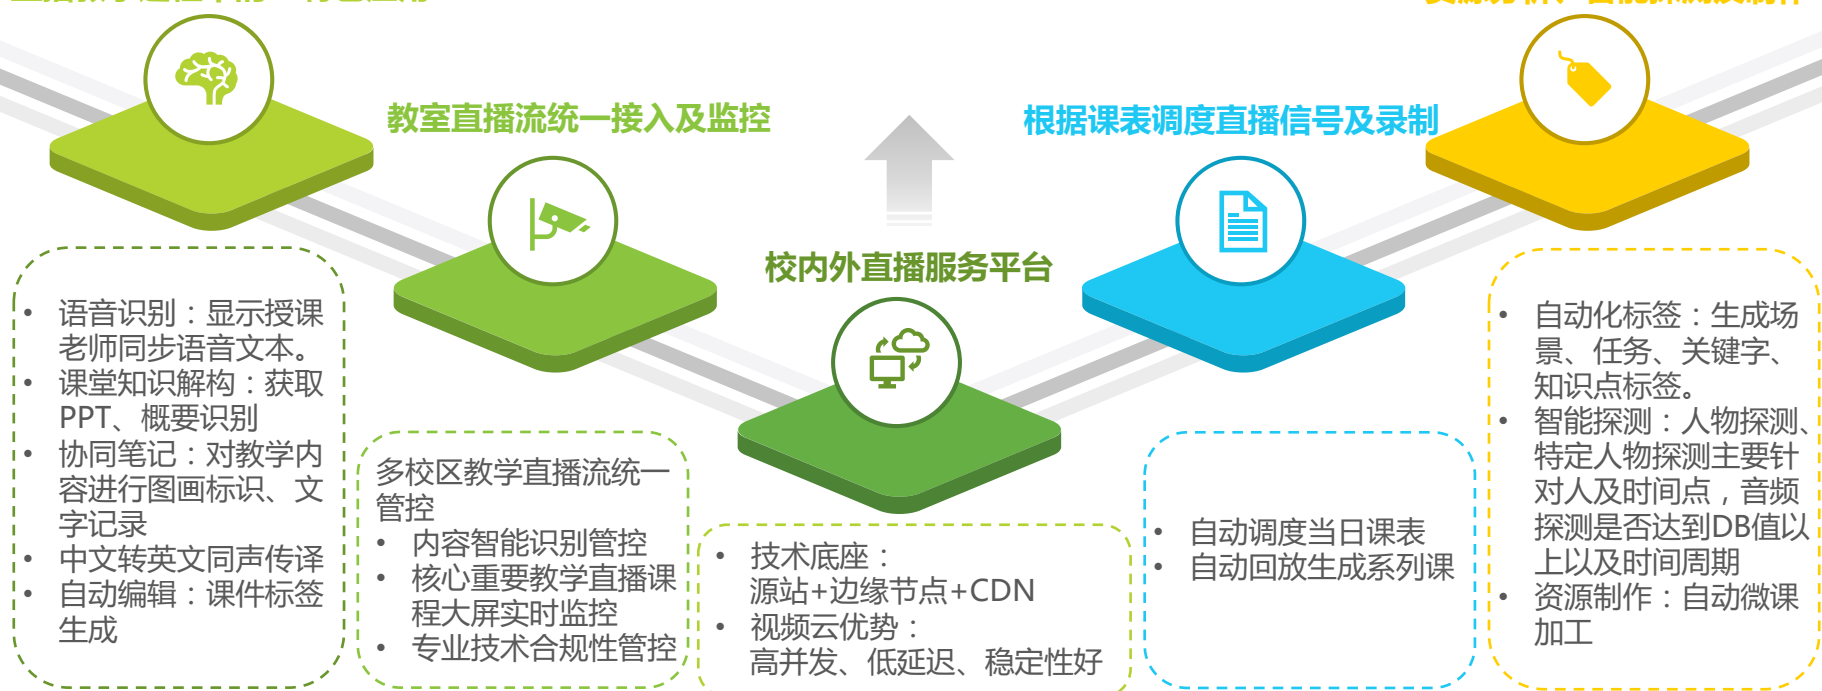 教室直播流统一接入及监控
根据课表调度直播信号及录制
校内外直播服务平台
• 语音识别：显示授课
老师同步语音文本。
• 课堂知识解构：获取
PPT、概要识别
• 协同笔记：对教学内
容进行图画标识、文
字记录
• 中文转英文同声传译
• 自动编辑：课件标签
生成
多校区教学直播流统一
管控
• 内容智能识别管控
• 核心重要教学直播课
程大屏实时监控
• 专业技术合规性管控
• 技术底座：
源站+边缘节点+CDN
• 视频云优势：
高并发、低延迟、稳定性好
• 自动调度当日课表
• 自动回放生成系列课
• 自动化标签：生成场
景、任务、关键字、
知识点标签。
• 智能探测：人物探测、
特定人物探测主要针
对人及时间点，音频
探测是否达到DB值以
上以及时间周期
• 资源制作：自动微课
加工